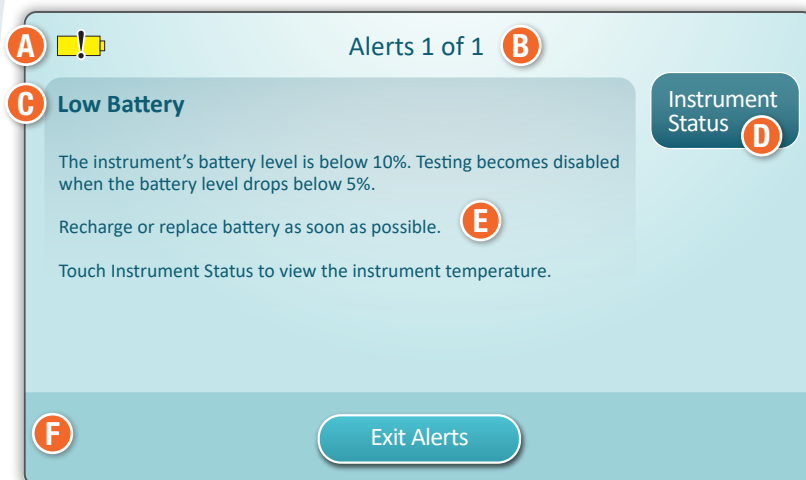 A
!
Alerts 1 of 1 B
C Low Battery
Instrument
Status D
The instrument's battery level is below 10%. Testing becomes disabled
when the battery level drops below 5%.
Recharge or replace battery as soon as possible. E
Touch Instrument Status to view the instrument temperature.
F
Exit Alerts